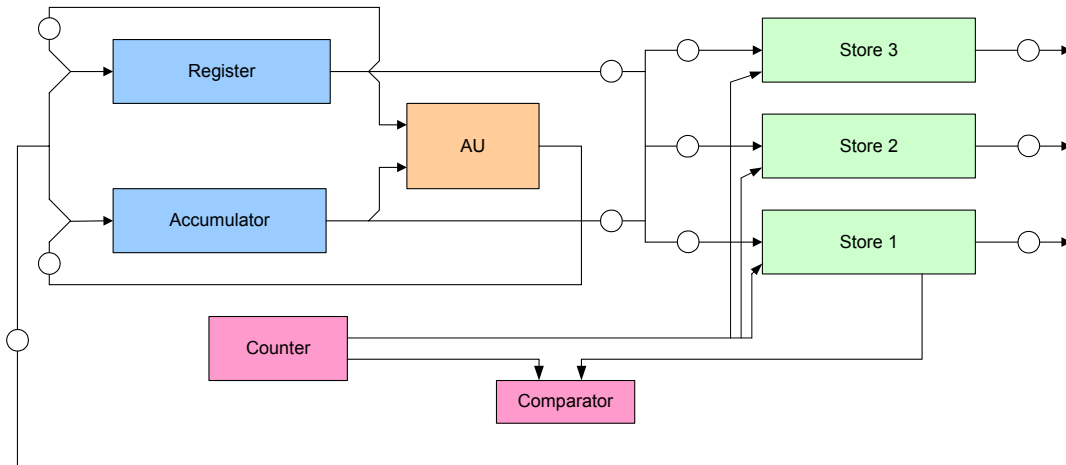 Register
Store 3
AU
Store 2
Accumulator
Store 1
Counter
Comparator